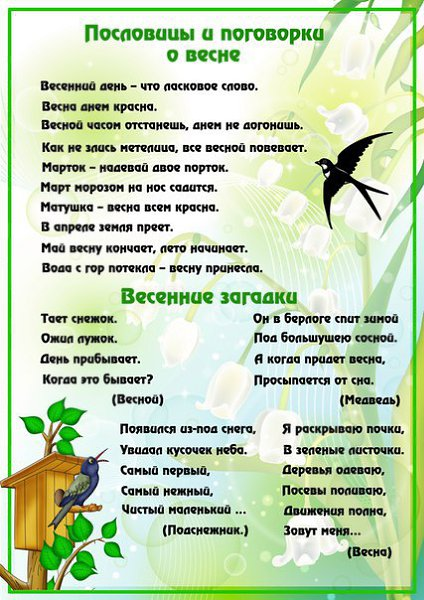 Пословицы и поговорки
о весне
Весенний день – что ласковое слово.
Весна днем красна.
Весной часом отстанешь, днем не догонишь.
Как не злись метелица, все весной повевает.
Марток – надевай двое порток.
Март морозом на нос садится.
Матушка – весна всем красна.
В апреле земля преет.
Май весну кончает, лето начинает.
Вода с гор потекла – весну принесла.
Весенние загадки
Тает снежок.
Ожил лужок.
День прибывает.
Когда это бывает?
(Весной)
Он в берлоге спит зимой
Под большущею сосной.
А когда придет весна,
Просыпается от сна.
(Медведь)
Появился из-под снега,
Увидал кусочек неба.
Самый первый,
Самый нежный,
Чистый маленький ...
(Подснежник.)
Я раскрываю почки,
В зеленые листочки.
Деревья одеваю,
Посевы поливаю,
Движения полна,
Зовут меня...
(Весна)